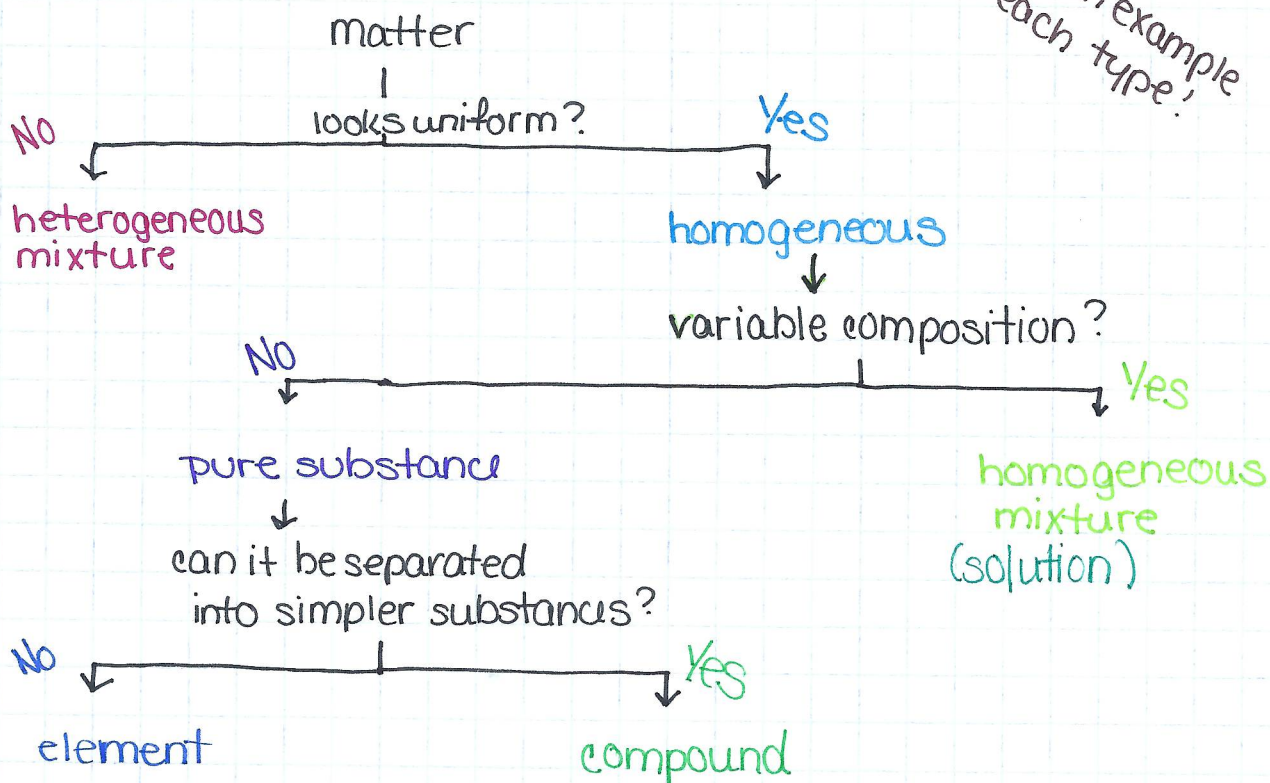 example
each type!
matter
looks uniform?
NO
Yes
heterogeneous
mixture
homogeneous
variable composition?
NO
Yes
pure substance
homogeneous
mixture
(solution)
can it be separated
into simpler substances?
No
Yes
element
compound